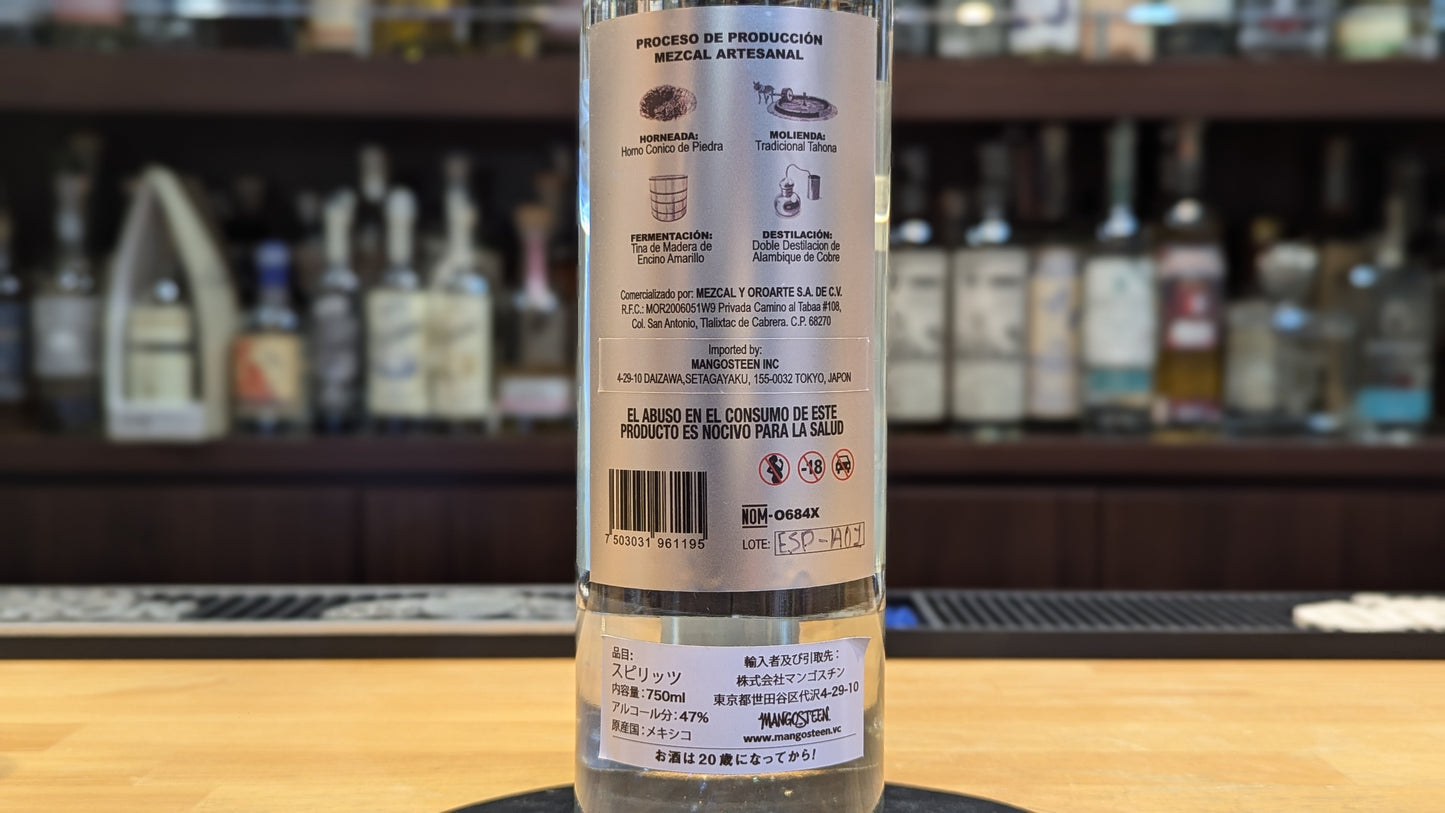 PROCESO DE PRODUCCIÓN
MEZCAL ARTESANAL
HORNEADA:
Horno Conico de Piedra
MOLIENDA:
Tradicional Tahona
FERMENTACIÓN:
Tina de Madera de
Encino Amarillo
DESTILACIÓN:
Doble Destilacion de
Alambique de Cobre
Comercializado por: MEZCAL Y OROARTE S.A. DE C.V.
R.F.C.: MOR2006051W9 Privada Camino al Tabaa #108,
Col. San Antonio, Tlalixtac de Cabrera. C.P. 68270
Imported by:
MANGOSTEEN INC
4-29-10 DAIZAWA,SETAGAYAKU, 155-0032 TOKYO, JAPON
EL ABUSO EN EL CONSUMO DE ESTE
PRODUCTO ES NOCIVO PARA LA SALUD
-18
7 503031 961195
NOM-O684X
LOTE: ESP-A01
品目:
スピリッツ
内容量:750ml
アルコール分:47%
原産国:メキシコ
輸入者及び引取先:
株式会社マンゴスチン
東京都世田谷区代沢4-29-10
MANGOSTEEN.
www.mangosteen.vc
お酒は20歳になってから!